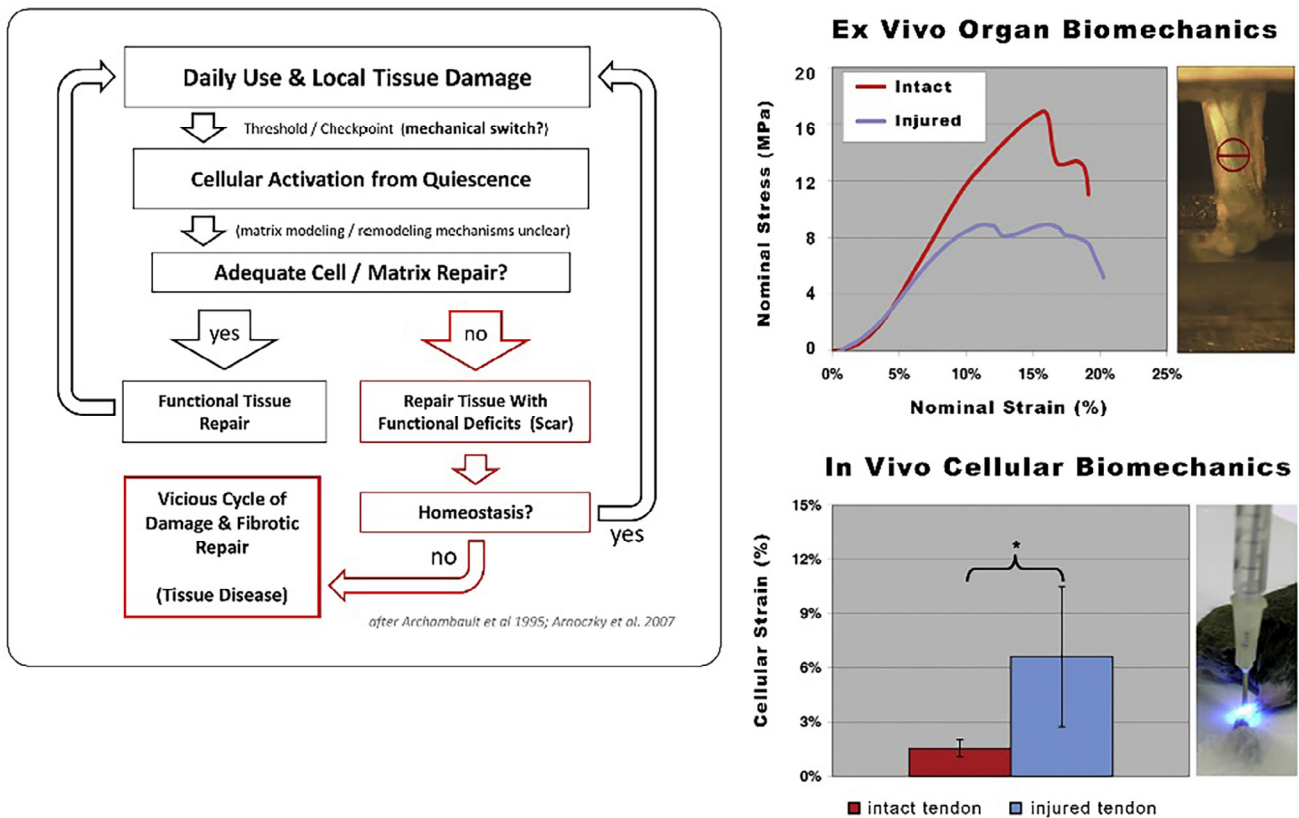 Daily Use & Local Tissue Damage
Threshold / Checkpoint (mechanical switch?)
Cellular Activation from Quiescence
(matrix modeling / remodeling mechanisms unclear)
Adequate Cell / Matrix Repair?
yes
no
Functional Tissue
Repair
Repair Tissue With
Functional Deficits (Scar)
Vicious Cycle of
Damage & Fibrotic
Repair
(Tissue Disease)
Homeostasis?
yes
no
after Archambault et al 1995; Arnoczky et al. 2007
Ex Vivo Organ Biomechanics
Nominal Stress (MPa)
20
16
12
8
4
0
Intact
Injured
0%
5%
10%
15%
20%
25%
Nominal Strain (%)
In Vivo Cellular Biomechanics
Cellular Strain (%)
15%
12%
9%
6%
3%
0%
*
intact tendon
injured tendon